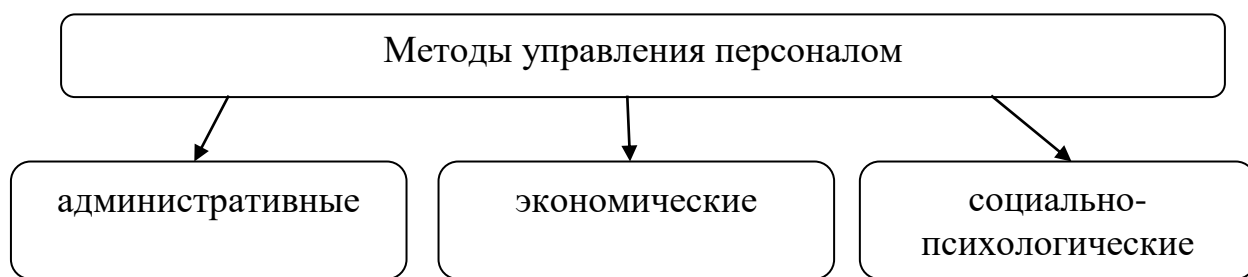 Методы управления персоналом
административные
экономические
социально-
психологические